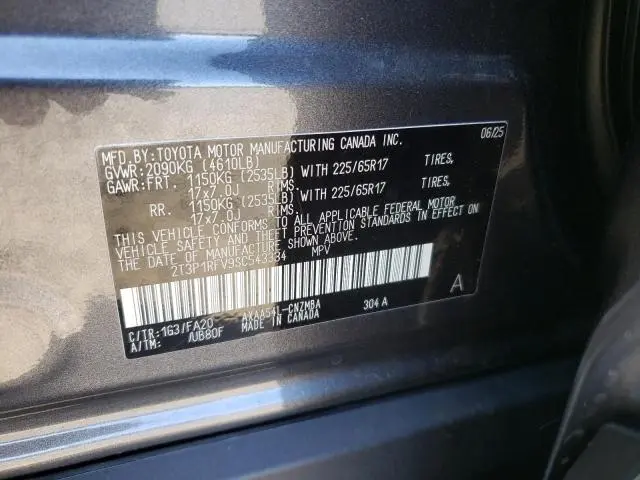 MFD.BY:TOYOTA MOTOR MANUFACTURING CANADA INC. 06/25
GVWR:2090KG (4610LB)
GAWR:FRT. 1150KG (2535LB) WITH 225/65R17 TIRES,
17x7.0J RIMS.
RR. 1150KG (2535LB) WITH 225/65R17 TIRES,
17x7.0J RIMS.
THIS VEHICLE CONFORMS TO ALL APPLICABLE FEDERAL MOTOR
VEHICLE SAFETY AND THEFT PREVENTION STANDARDS IN EFFECT ON
THE DATE OF MANUFACTURE SHOWN ABOVE.
2T3P1RFV9SC543334 MPV
A
C/TR:1G3/FA20 AXAA54L-CNZMBA 304 A
A/TM: /UB80F MADE IN CANADA